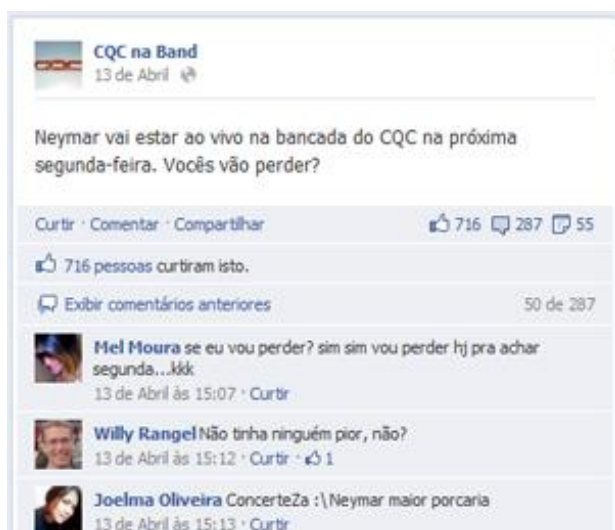 CQC na Band
13 de Abril
Neymar vai estar ao vivo na bancada do CQC na próxima
segunda-feira. Vocês vão perder?
Curtir · Comentar · Compartilhar 716 287 55
716 pessoas curtiram isto.
Exibir comentários anteriores 50 de 287
Mel Moura se eu vou perder? sim sim vou perder hj pra achar
segunda...kkk
13 de Abril às 15:07 · Curtir
Willy Rangel Não tinha ninguém pior, não?
13 de Abril às 15:12 · Curtir · 1
Joelma Oliveira ConcerteZa :\ Neymar maior porcaria
13 de Abril às 15:13 · Curtir